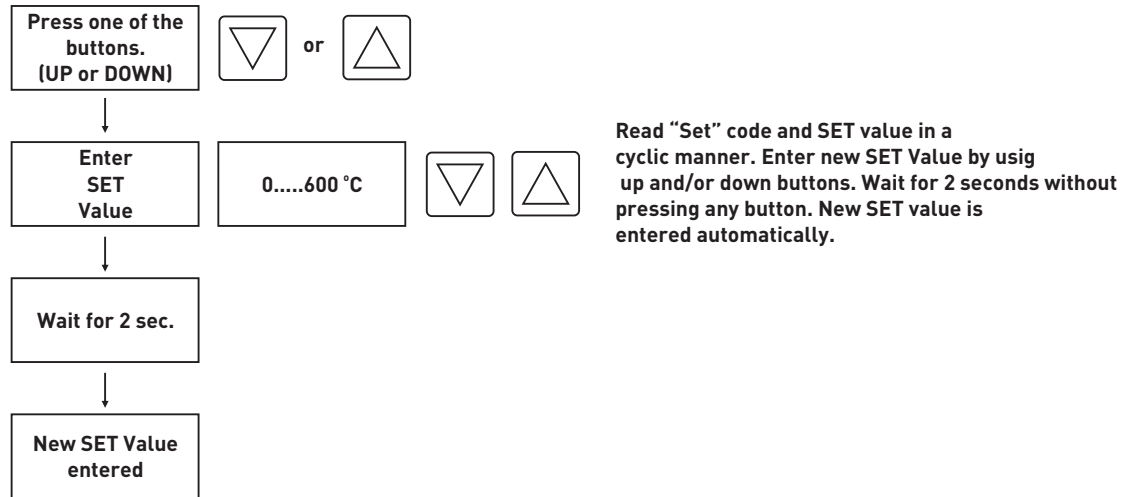 Press one of the
buttons.
(UP or DOWN)
or
Enter
SET
Value
0.....600 °C
Read “Set” code and SET value in a
cyclic manner. Enter new SET Value by usig
up and/or down buttons. Wait for 2 seconds without
pressing any button. New SET value is
entered automatically.
Wait for 2 sec.
New SET Value
entered